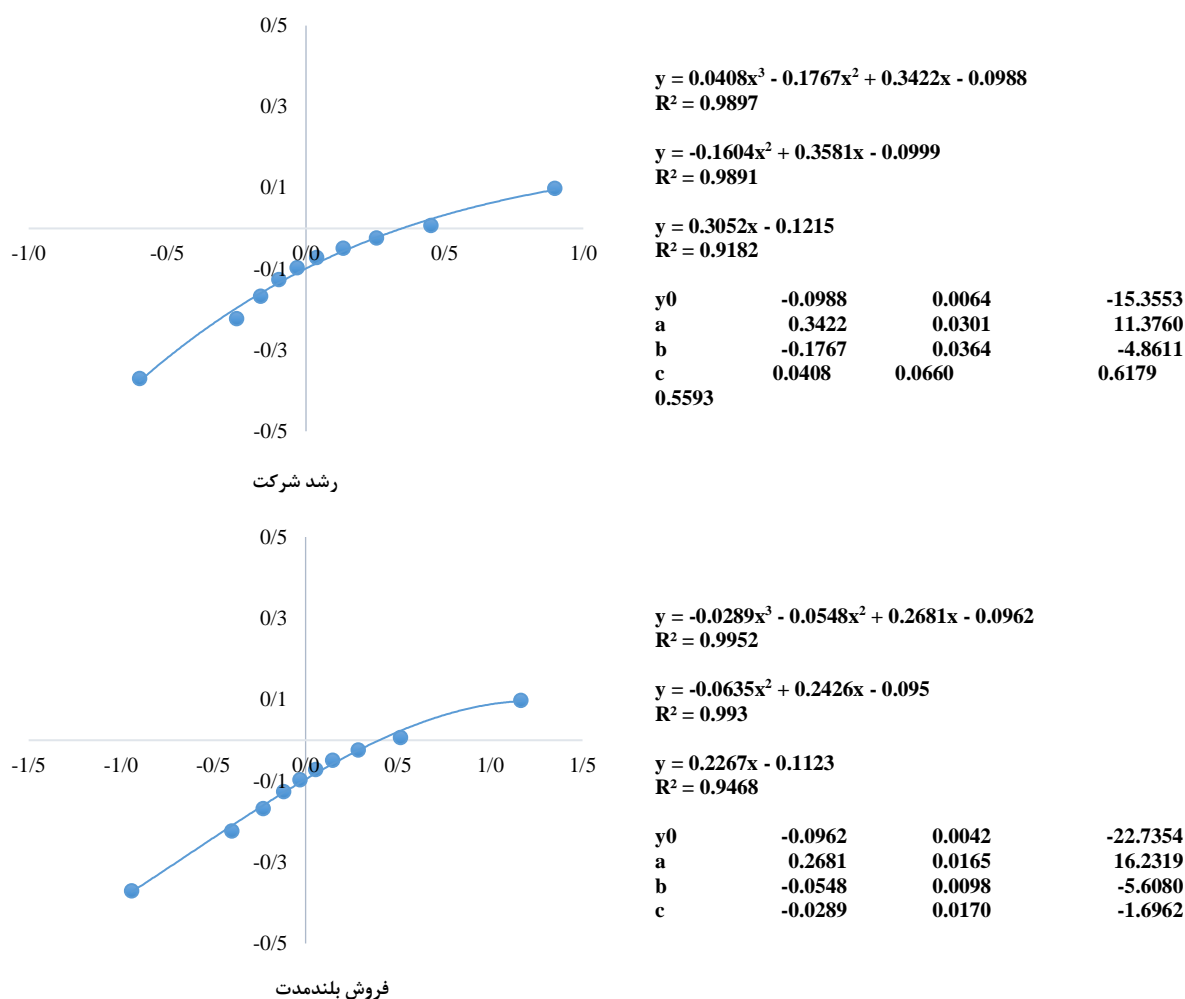 0/5
0/3
0/1
-0/1
-0/3
-0/5
-1/0 -0/5 0/0 0/5 1/0
رشد شرکت
y = 0.0408x³ - 0.1767x² + 0.3422x - 0.0988
R² = 0.9897
y = -0.1604x² + 0.3581x - 0.0999
R² = 0.9891
y = 0.3052x - 0.1215
R² = 0.9182
y0 -0.0988 0.0064 -15.3553
a 0.3422 0.0301 11.3760
b -0.1767 0.0364 -4.8611
c 0.0408 0.0660 0.6179
0.5593
0/5
0/3
0/1
-0/1
-0/3
-0/5
-1/5 -1/0 -0/5 0/0 0/5 1/0 1/5
فروش بلندمدت
y = -0.0289x³ - 0.0548x² + 0.2681x - 0.0962
R² = 0.9952
y = -0.0635x² + 0.2426x - 0.095
R² = 0.993
y = 0.2267x - 0.1123
R² = 0.9468
y0 -0.0962 0.0042 -22.7354
a 0.2681 0.0165 16.2319
b -0.0548 0.0098 -5.6080
c -0.0289 0.0170 -1.6962